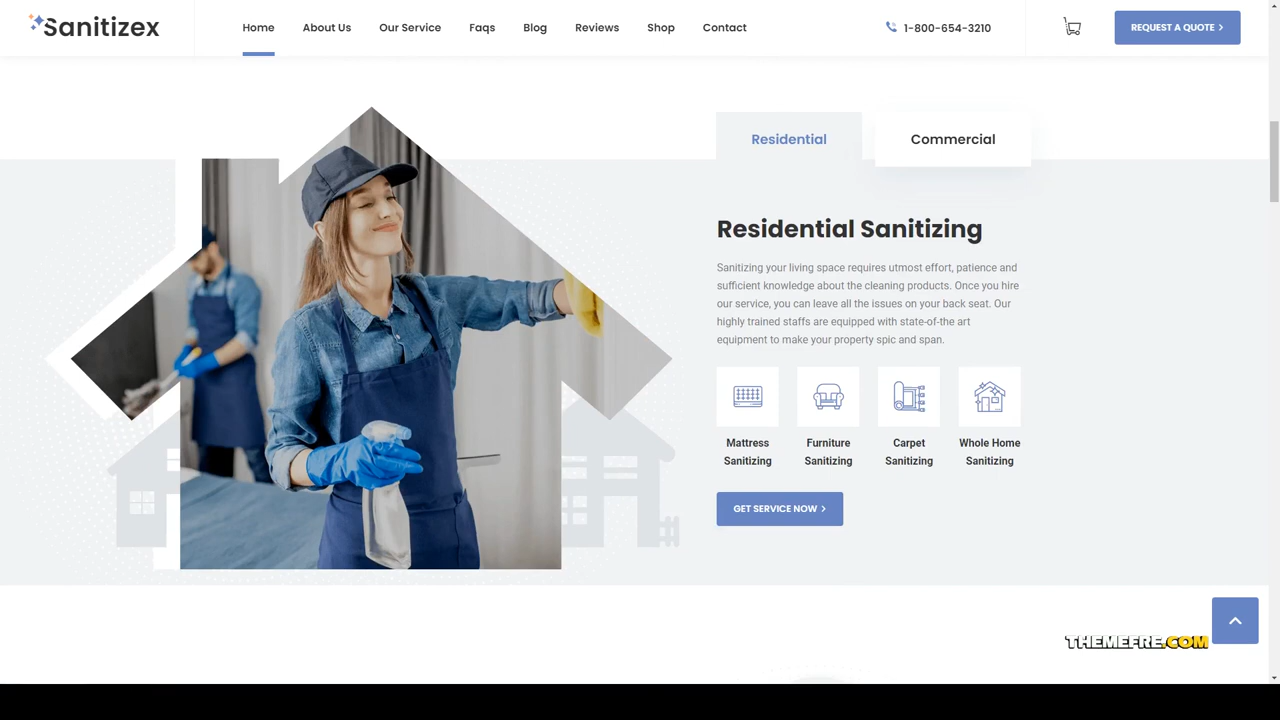 Sanitizex
Home About Us Our Service Faqs Blog Reviews Shop Contact
1-800-654-3210
REQUEST A QUOTE
Residential
Commercial
Residential Sanitizing
Sanitizing your living space requires utmost effort, patience and
sufficient knowledge about the cleaning products. Once you hire
our service, you can leave all the issues on your back seat. Our
highly trained staffs are equipped with state-of-the art
equipment to make your property spic and span.
Mattress
Sanitizing
Furniture
Sanitizing
Carpet
Sanitizing
Whole Home
Sanitizing
GET SERVICE NOW
THEMEFRE.COM